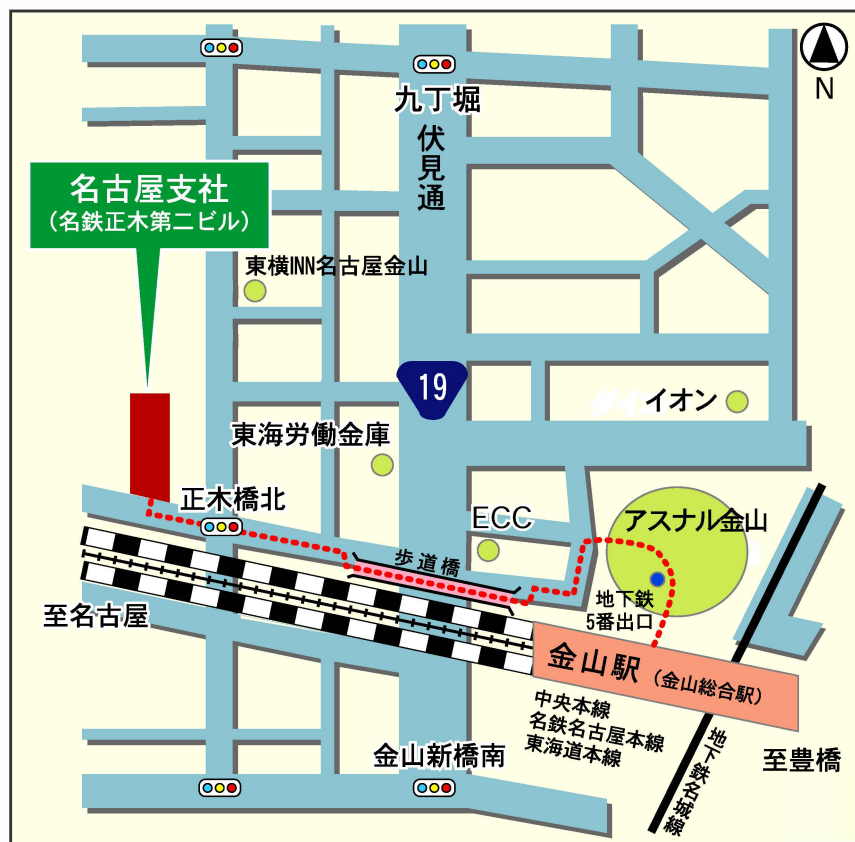 N
九丁堀
伏見通
名古屋支社
（名鉄正木第二ビル）
東横INN名古屋金山
19
イオン
東海労働金庫
正木橋北
ECC
アスナル金山
歩道橋
地下鉄
5番出口
至名古屋
金山駅（金山総合駅）
中央本線
名鉄名古屋本線
東海道本線
金山新橋南
地下鉄名城線
至豊橋